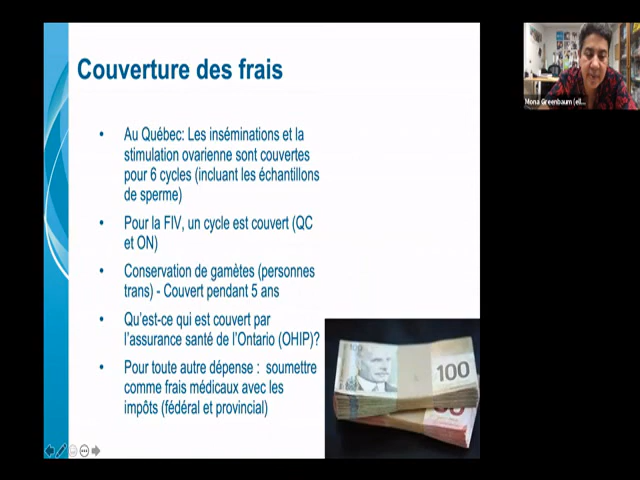 Couverture des frais
• Au Québec: Les inséminations et la
stimulation ovarienne sont couvertes
pour 6 cycles (incluant les échantillons
de sperme)
• Pour la FIV, un cycle est couvert (QC
et ON)
• Conservation de gamètes (personnes
trans) - Couvert pendant 5 ans
• Qu'est-ce qui est couvert par
l'assurance santé de l'Ontario (OHIP)?
• Pour toute autre dépense : soumettre
comme frais médicaux avec les
impôts (fédéral et provincial)
100
Mona Greenbaum (ell...